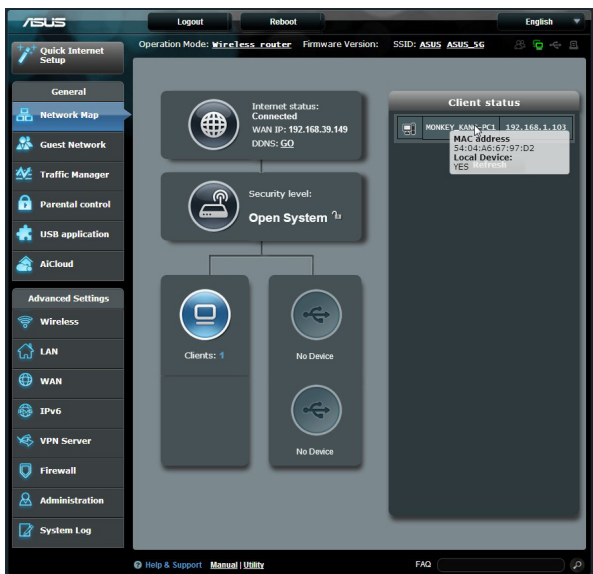 ASUS
Logout
Reboot
English
Quick Internet
Setup
Operation Mode: Wireless router Firmware Version: SSID: ASUS ASUS_5G
General
Network Map
Guest Network
Traffic Manager
Parental control
USB application
AiCloud
Advanced Settings
Wireless
LAN
WAN
IPv6
VPN Server
Firewall
Administration
System Log
Internet status:
Connected
WAN IP: 192.168.39.149
DDNS: GO
Security level:
Open System
Clients: 1
No Device
No Device
Client status
MONKEY_KANG-PC1 192.168.1.103
MAC address
54:04:A6:67:97:D2
Local Device:
YES
Refresh
Help & Support Manual | Utility
FAQ